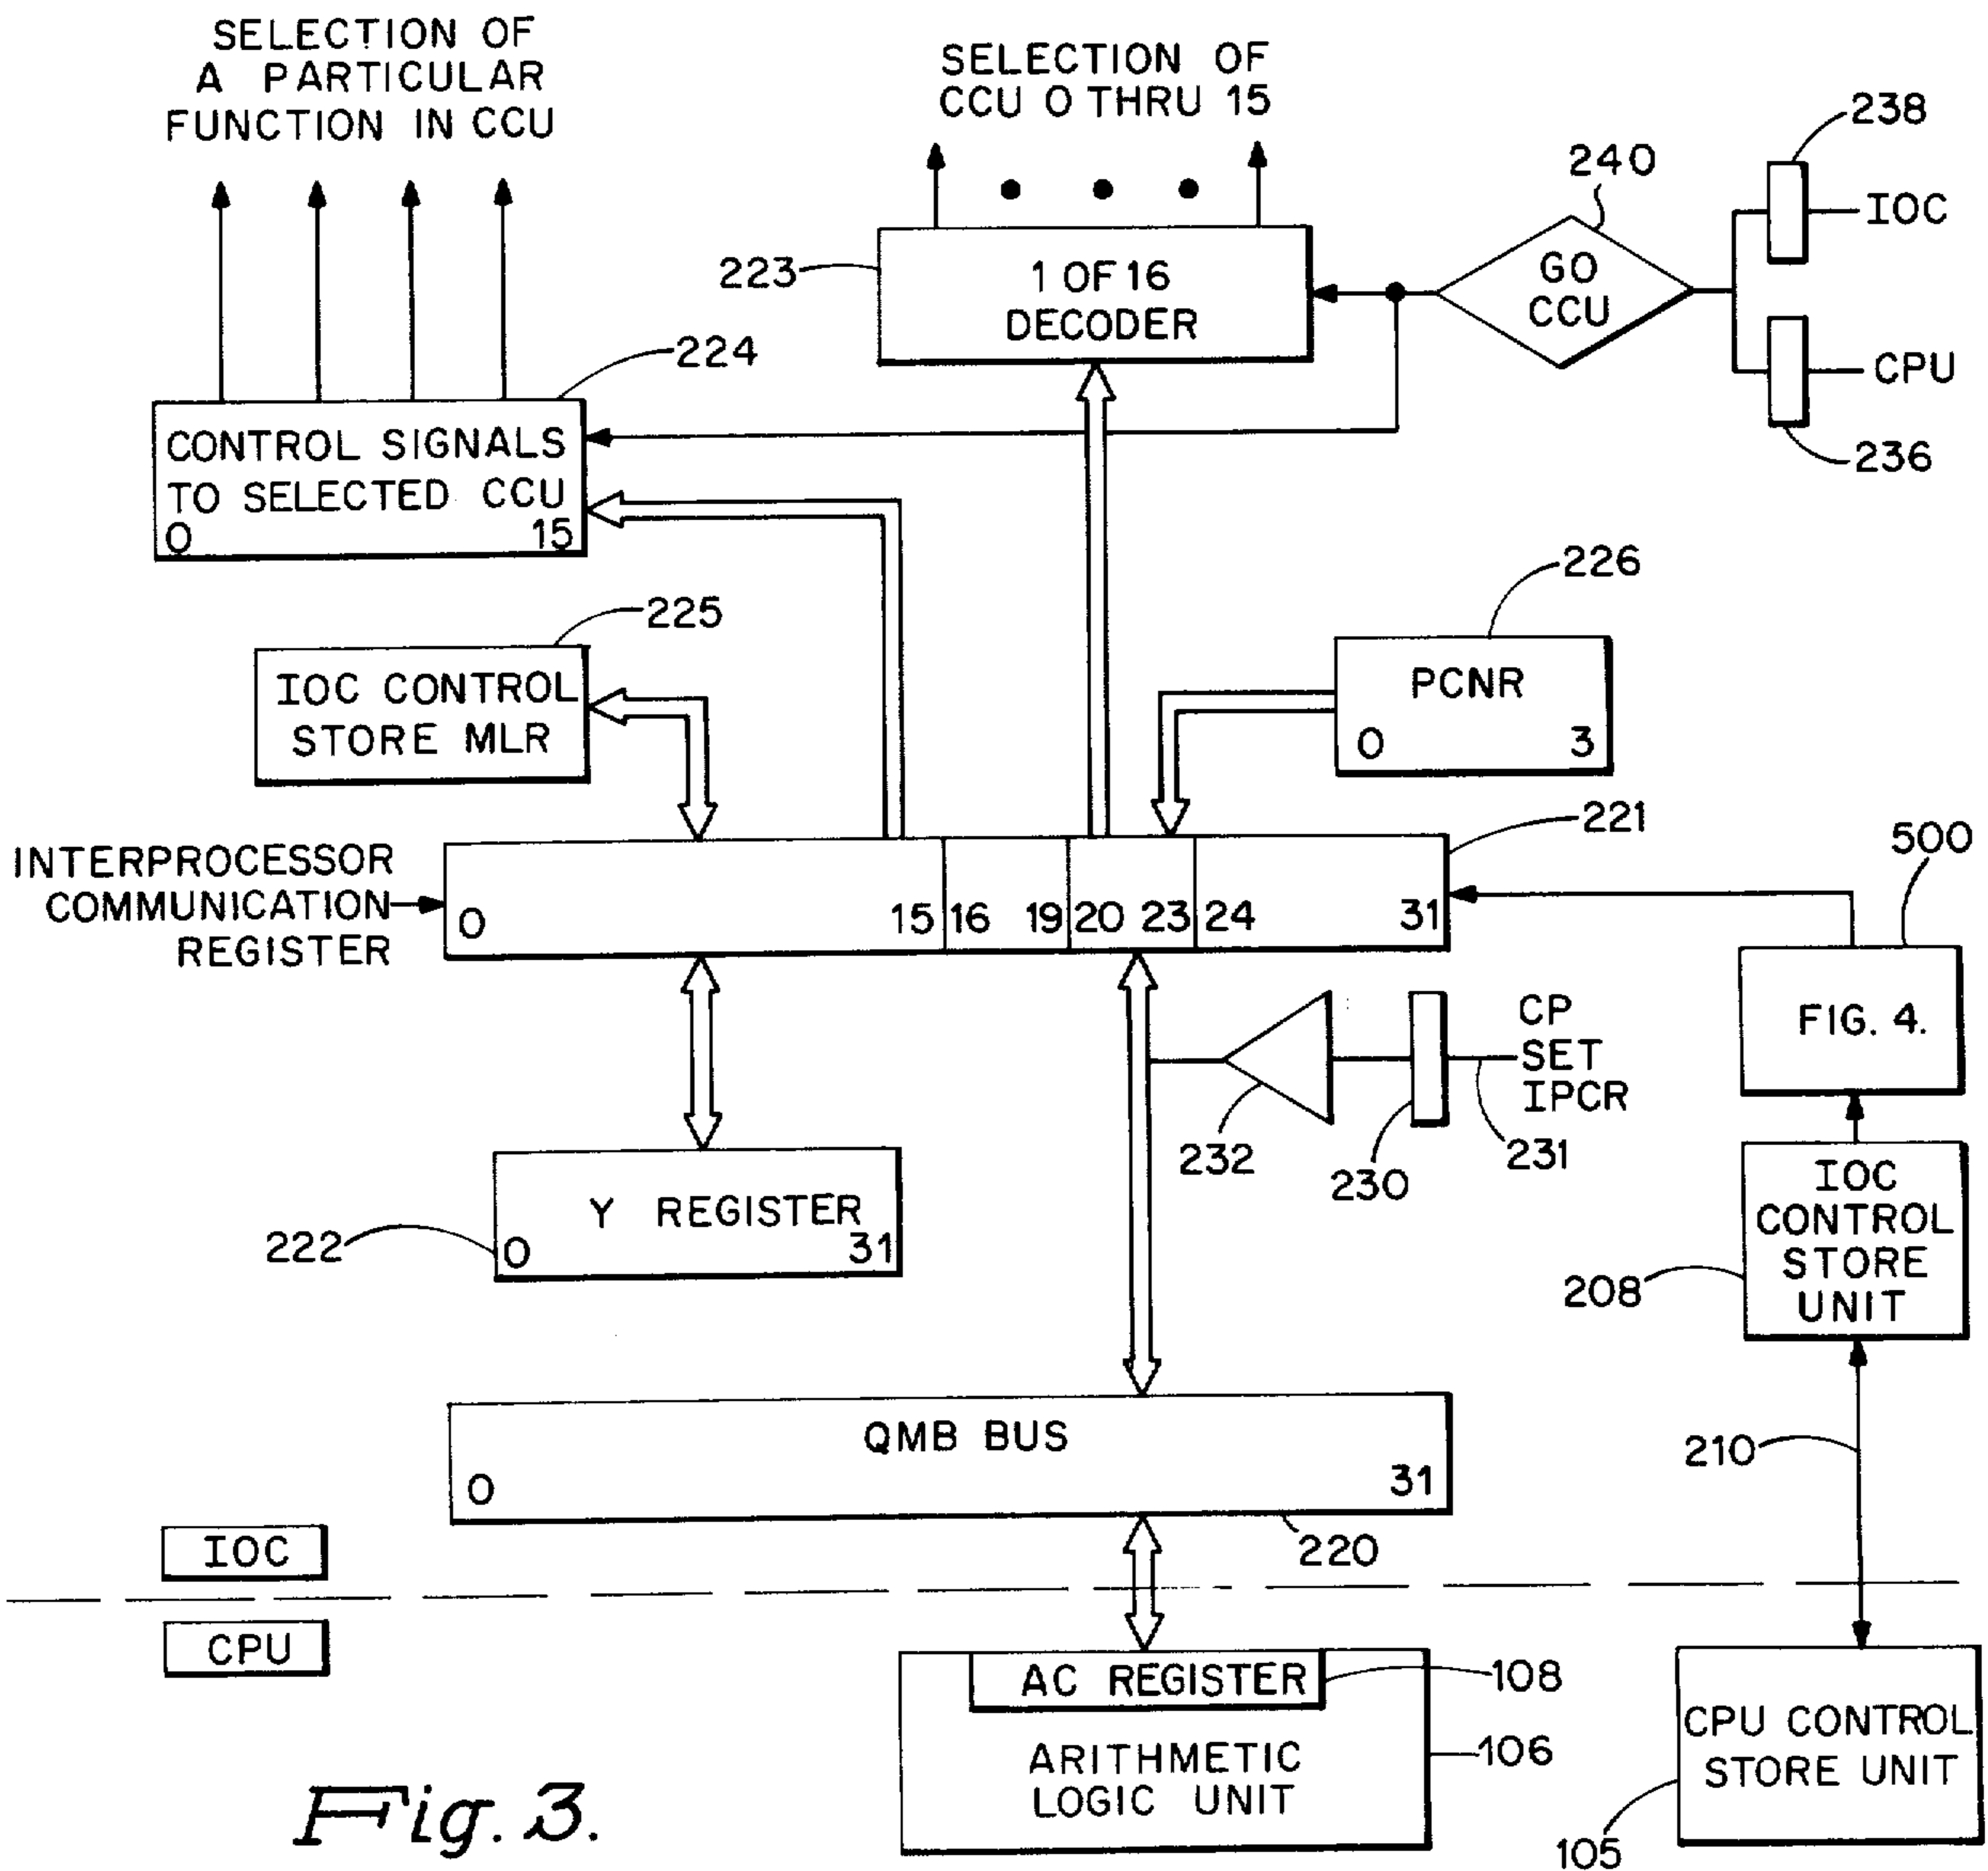 SELECTION OF
A PARTICULAR
FUNCTION IN CCU
SELECTION OF
CCU 0 THRU 15
238
240
IOC
GO
CCU
223
1 OF 16
DECODER
CPU
236
224
CONTROL SIGNALS
TO SELECTED CCU
0 15
226
225
PCNR
0 3
IOC CONTROL
STORE MLR
221
500
INTERPROCESSOR
COMMUNICATION
REGISTER
0 15 16 19 20 23 24 31
FIG. 4.
CP
SET
IPCR
232
230
231
Y REGISTER
0 31
222
IOC
CONTROL
STORE
UNIT
208
QMB BUS
0 31
210
220
IOC
CPU
AC REGISTER
108
ARITHMETIC
LOGIC UNIT
106
CPU CONTROL
STORE UNIT
105
Fig. 3.